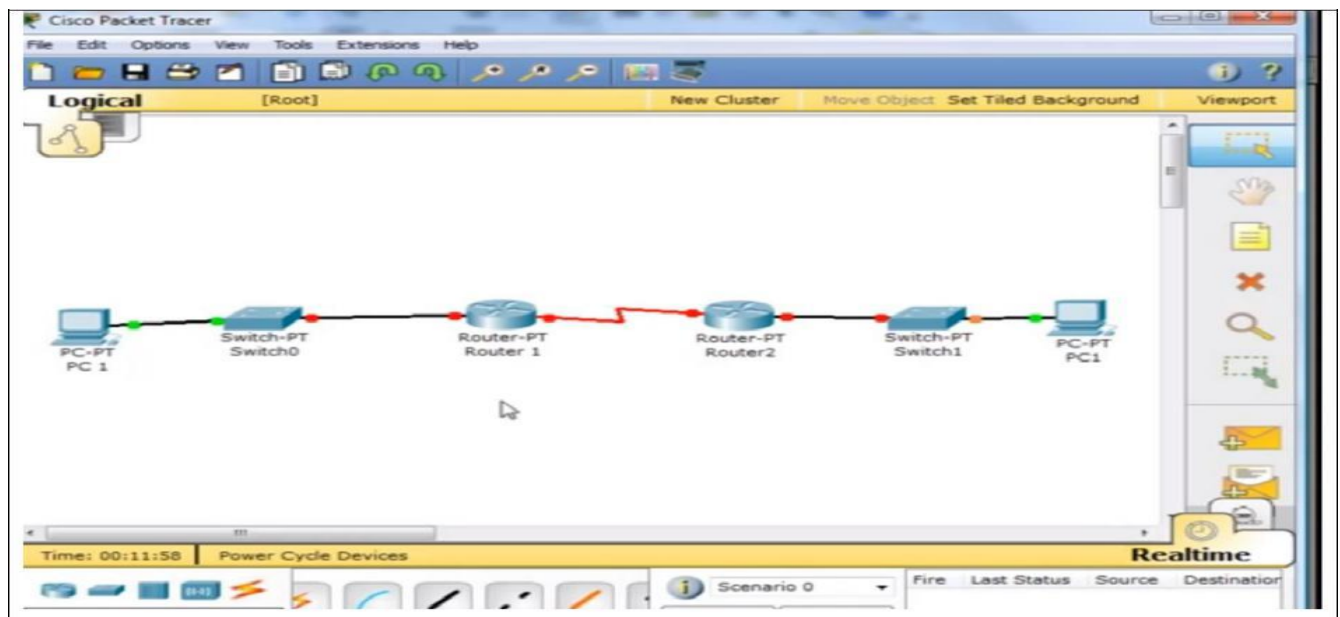 Cisco Packet Tracer
File Edit Options View Tools Extensions Help
Logical [Root] New Cluster Move Object Set Tiled Background Viewport
PC-PT
PC 1
Switch-PT
Switch0
Router-PT
Router 1
Router-PT
Router2
Switch-PT
Switch1
PC-PT
PC1
Time: 00:11:58 Power Cycle Devices Realtime
Scenario 0 Fire Last Status Source Destination